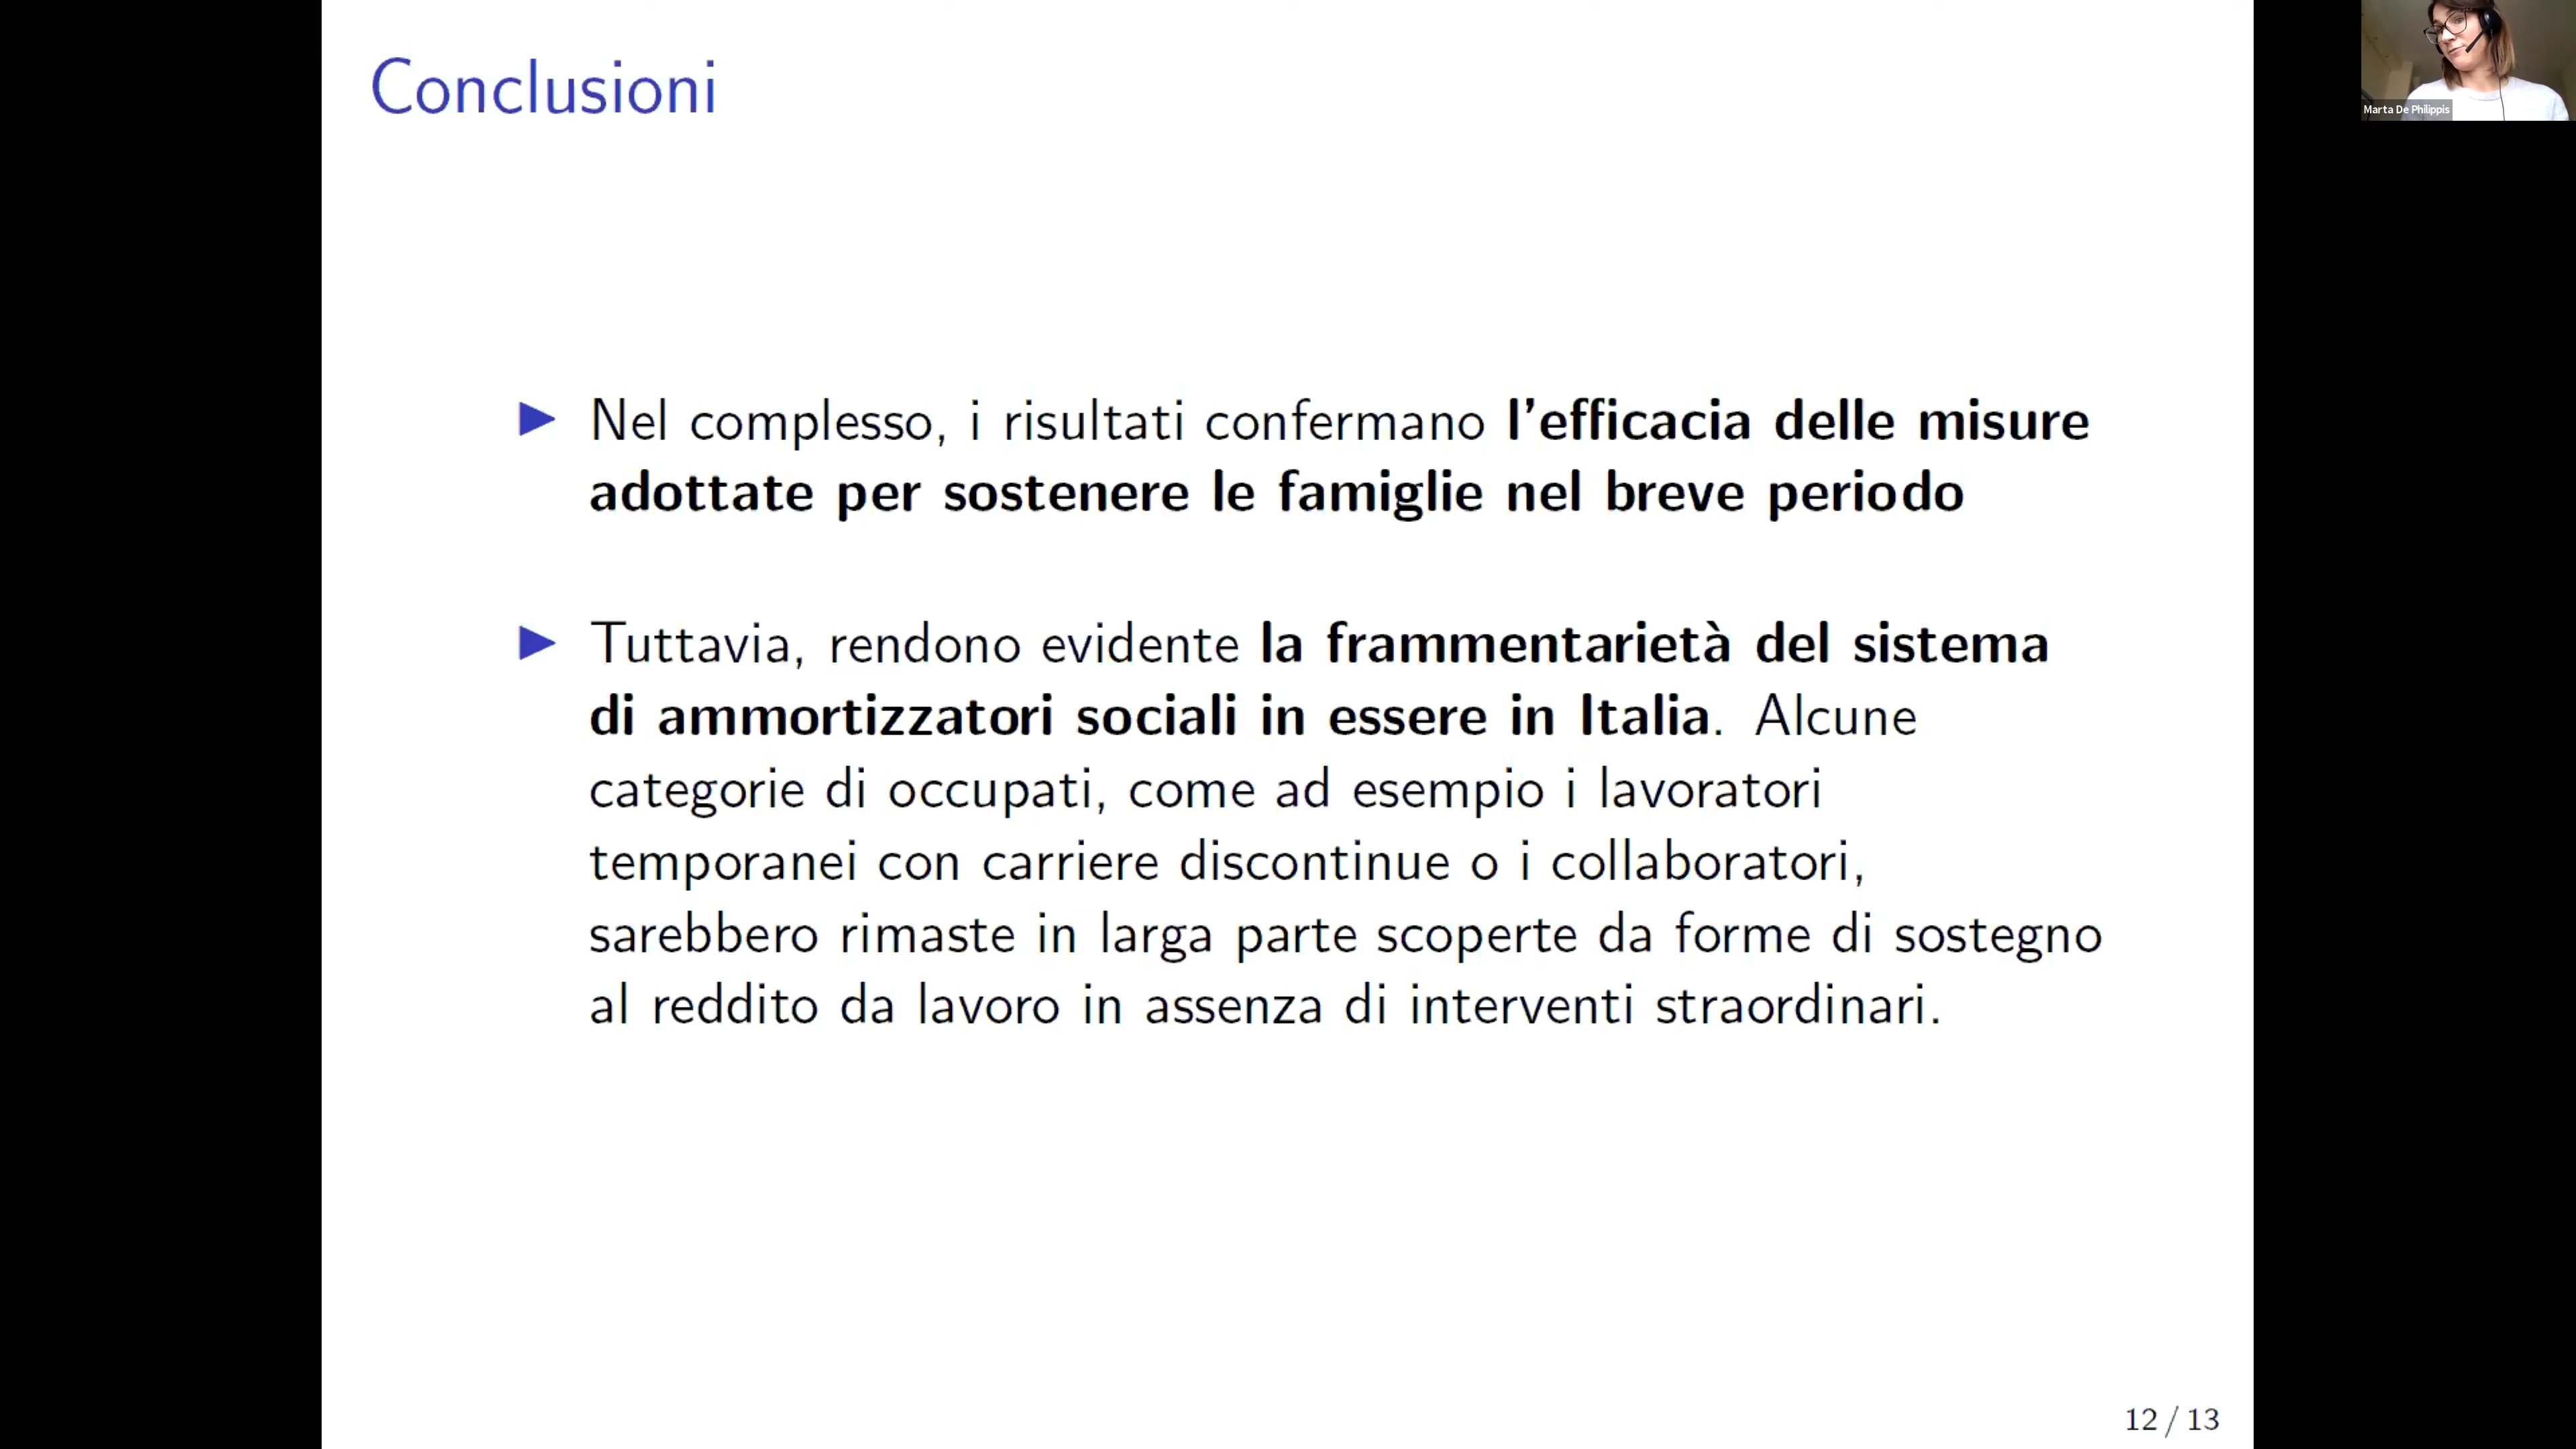 Conclusioni
Marta De Philippis
▶ Nel complesso, i risultati confermano l'efficacia delle misure
adottate per sostenere le famiglie nel breve periodo
▶ Tuttavia, rendono evidente la frammentarietà del sistema
di ammortizzatori sociali in essere in Italia. Alcune
categorie di occupati, come ad esempio i lavoratori
temporanei con carriere discontinue o i collaboratori,
sarebbero rimaste in larga parte scoperte da forme di sostegno
al reddito da lavoro in assenza di interventi straordinari.
12 / 13